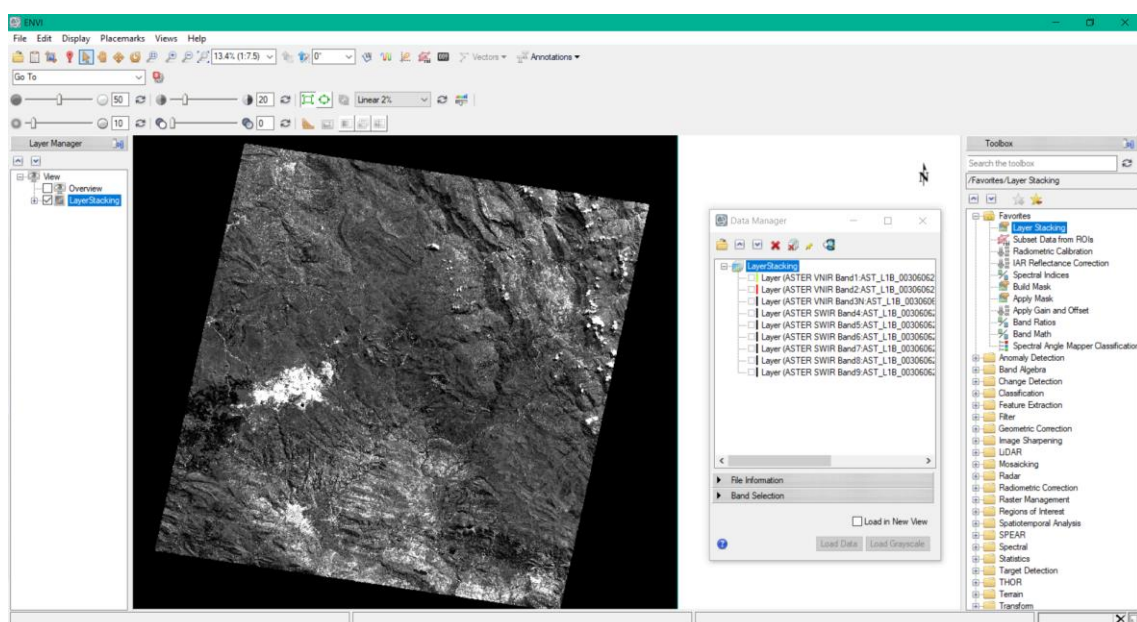 ENVI
File Edit Display Placemarks Views Help
13.4% (1:7.5) 0° Vectors Annotations
Go To
50 20 Linear 2%
10 0
Layer Manager
View
Overview
LayerStacking
N
Data Manager
LayerStacking
Layer (ASTER VNIR Band1:AST_L1B_00306062
Layer (ASTER VNIR Band2:AST_L1B_00306062
Layer (ASTER VNIR Band3N:AST_L1B_0030606
Layer (ASTER SWIR Band4:AST_L1B_0030606
Layer (ASTER SWIR Band5:AST_L1B_0030606
Layer (ASTER SWIR Band6:AST_L1B_0030606
Layer (ASTER SWIR Band7:AST_L1B_0030606
Layer (ASTER SWIR Band8:AST_L1B_0030606
Layer (ASTER SWIR Band9:AST_L1B_0030606
File Information
Band Selection
Load in New View
Load Data Load Grayscale
Toolbox
Search the toolbox
/Favorites/Layer Stacking
Favorites
Layer Stacking
Subset Data from ROIs
Radiometric Calibration
IAR Reflectance Correction
Spectral Indices
Build Mask
Apply Mask
Apply Gain and Offset
Band Ratios
Band Math
Spectral Angle Mapper Classification
Anomaly Detection
Band Algebra
Change Detection
Classification
Feature Extraction
Filter
Geometric Correction
Image Sharpening
LiDAR
Mosaicking
Radar
Radiometric Correction
Raster Management
Regions of Interest
Spatiotemporal Analysis
SPEAR
Spectral
Statistics
Target Detection
THOR
Terrain
Transform